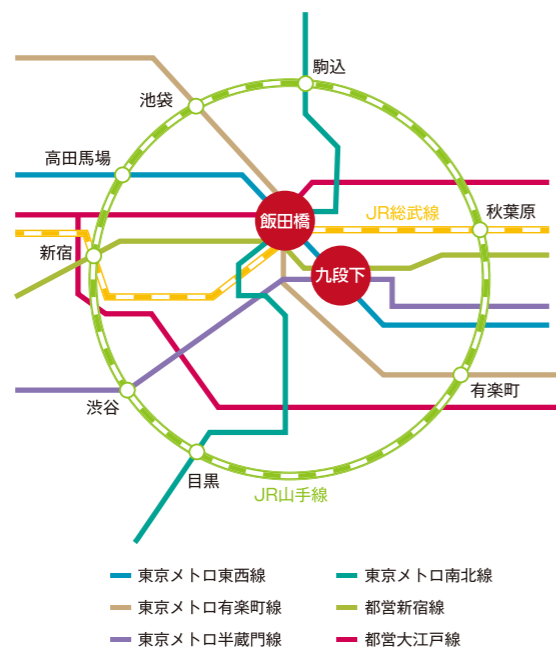 駒込
池袋
高田馬場
飯田橋
JR総武線
秋葉原
新宿
九段下
有楽町
渋谷
目黒
JR山手線
東京メトロ東西線
東京メトロ南北線
東京メトロ有楽町線
都営新宿線
東京メトロ半蔵門線
都営大江戸線